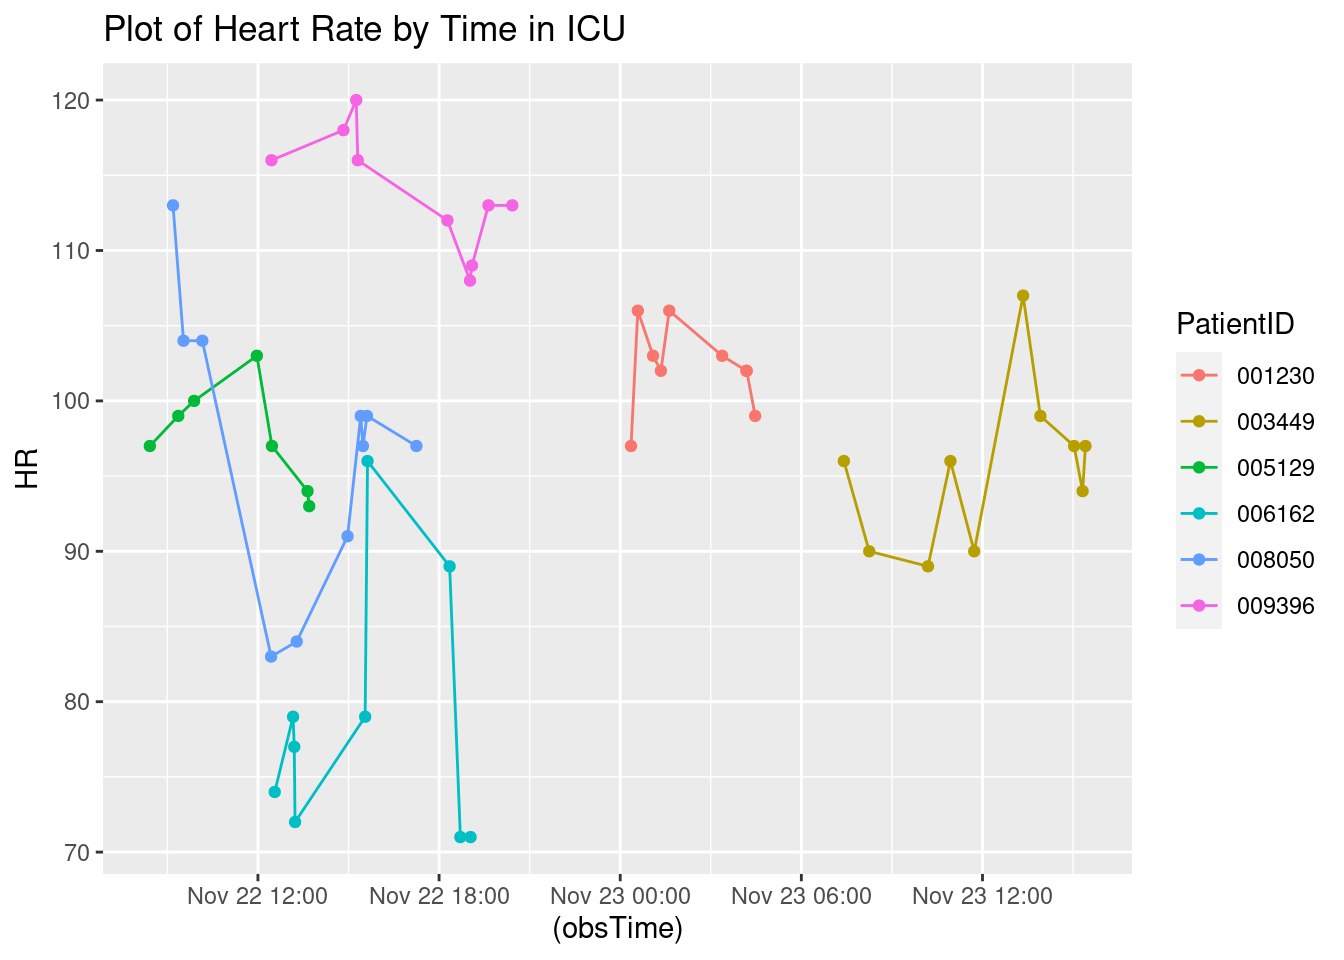 Plot of Heart Rate by Time in ICU
120
110
100
90
80
70
HR
Nov 22 12:00
Nov 22 18:00
Nov 23 00:00
Nov 23 06:00
Nov 23 12:00
(obsTime)
PatientID
001230
003449
005129
006162
008050
009396